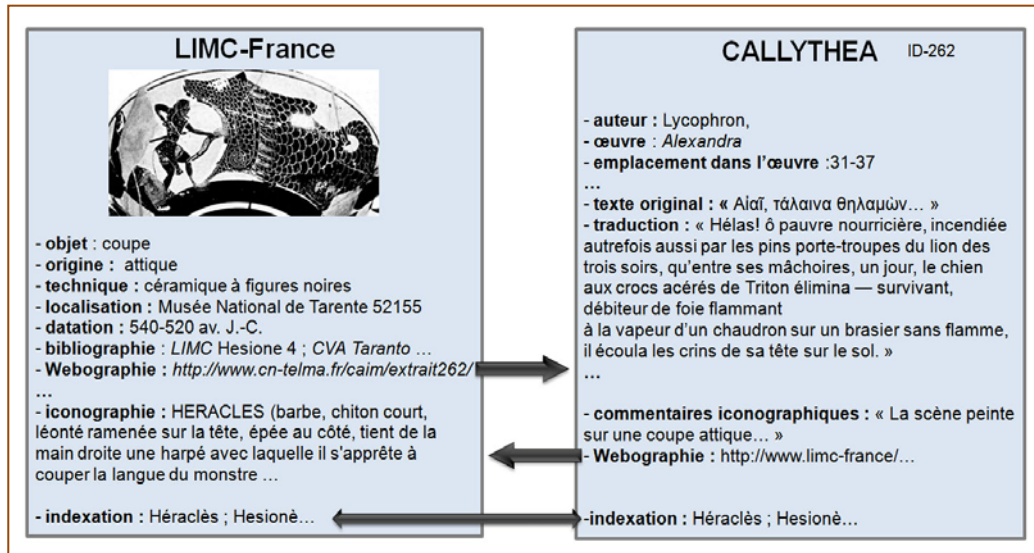 LIMC-France
- objet : coupe
- origine : attique
- technique : céramique à figures noires
- localisation : Musée National de Tarente 52155
- datation : 540-520 av. J.-C.
- bibliographie : LIMC Hesione 4 ; CVA Taranto ...
- Webographie : http://www.cn-telma.fr/caim/extrait262/
...
- iconographie : HERACLES (barbe, chiton court,
léonté ramenée sur la tête, épée au côté, tient de la
main droite une harpé avec laquelle il s'apprête à
couper la langue du monstre ...
- indexation : Héraclès ; Hesionè...
CALLYTHEA ID-262
- auteur : Lycophron,
- œuvre : Alexandra
- emplacement dans l'œuvre :31-37
...
- texte original : « Αἰαῖ, τάλαινα θηλαμὼν... »
- traduction : « Hélas! ô pauvre nourricière, incendiée
autrefois aussi par les pins porte-troupes du lion des
trois soirs, qu'entre ses mâchoires, un jour, le chien
aux crocs acérés de Triton élimina — survivant,
débiteur de foie flammant
à la vapeur d'un chaudron sur un brasier sans flamme,
il écoula les crins de sa tête sur le sol. »
...
- commentaires iconographiques : « La scène peinte
sur une coupe attique... »
- Webographie : http://www.limc-france/...
-indexation : Héraclès ; Hesionè...